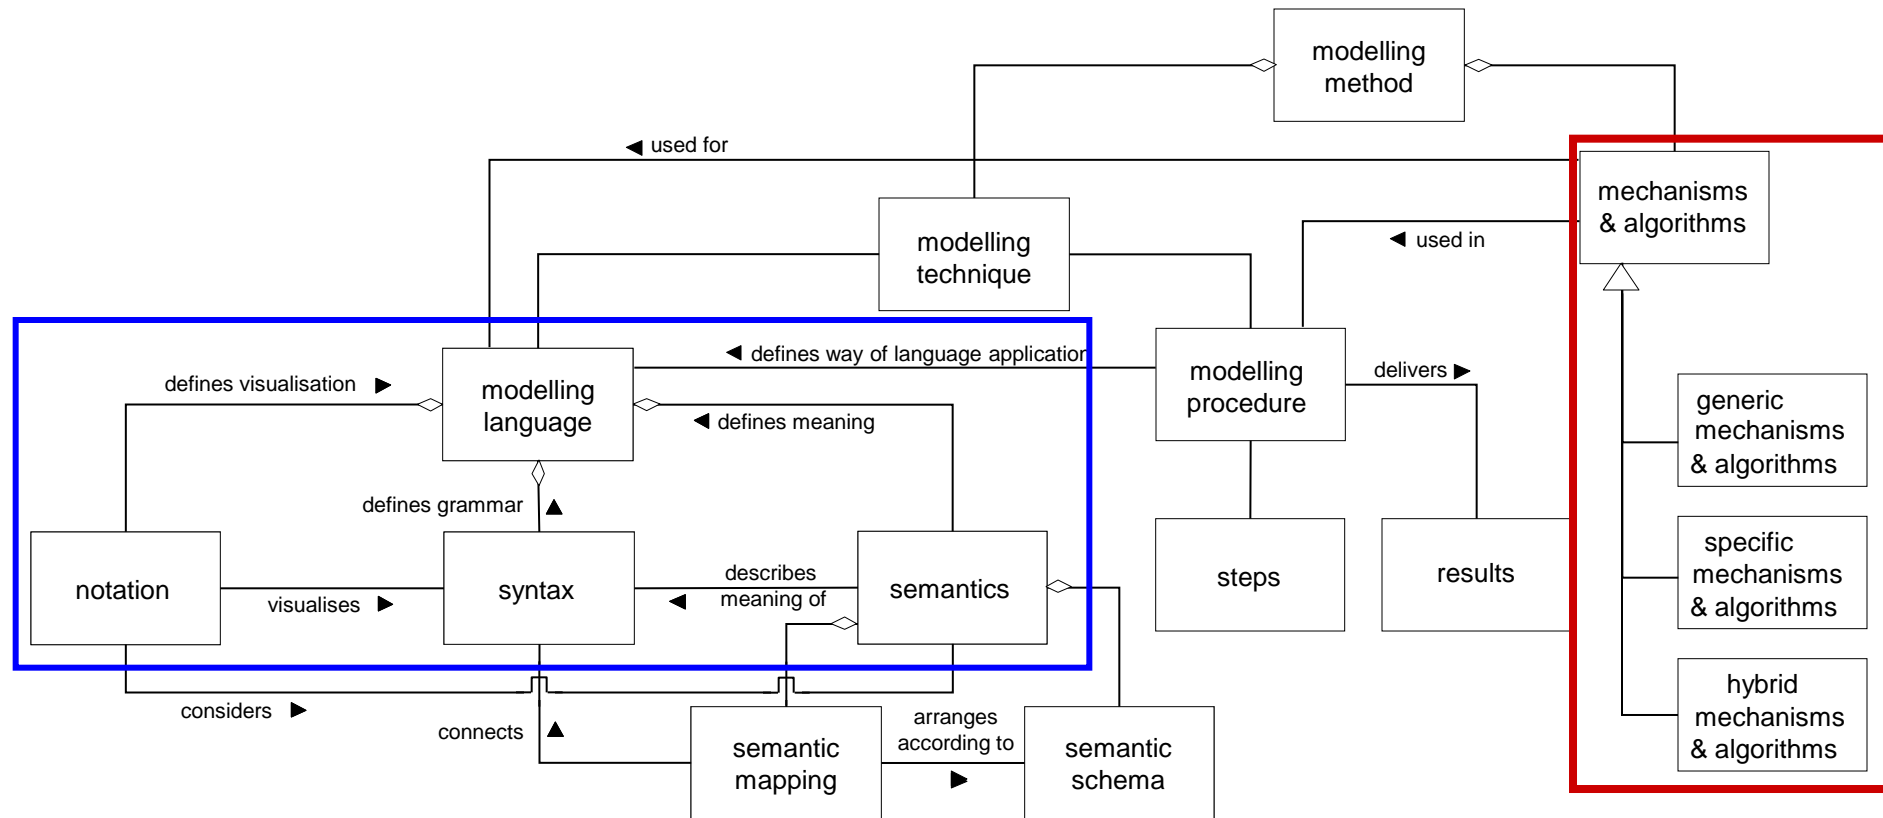 modelling
method
used for
mechanisms
& algorithms
modelling
technique
used in
defines way of language application
modelling
procedure
delivers
defines visualisation
modelling
language
defines meaning
generic
mechanisms
& algorithms
defines grammar
notation
visualises
syntax
describes
meaning of
semantics
steps
results
specific
mechanisms
& algorithms
considers
connects
semantic
mapping
arranges
according to
semantic
schema
hybrid
mechanisms
& algorithms